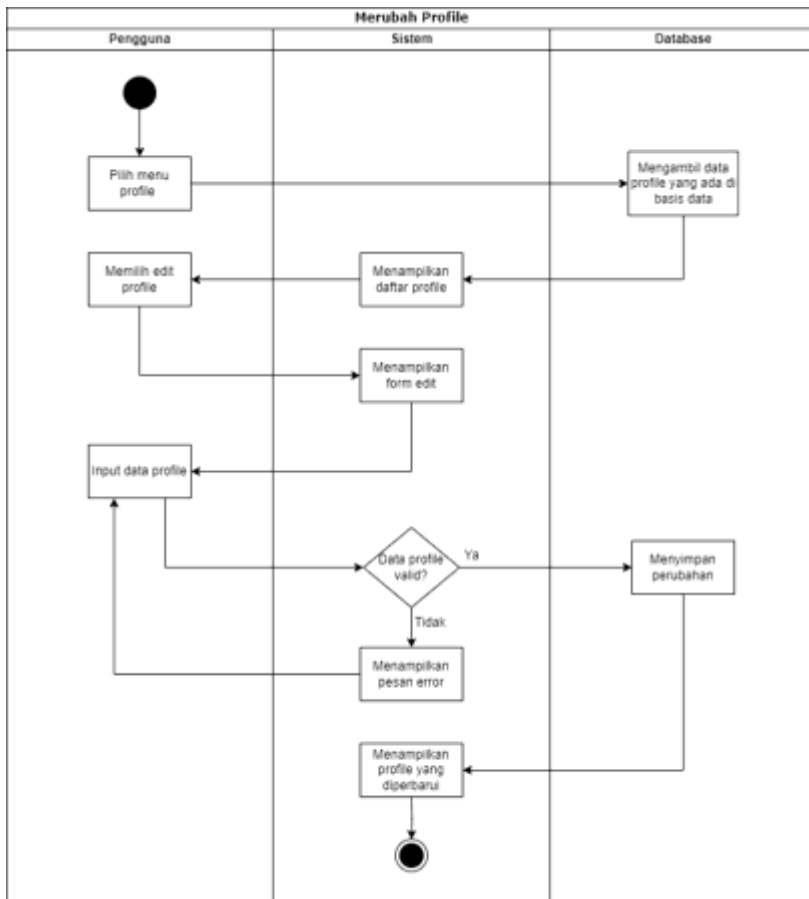 Merubah Profile
Pengguna
Sistem
Database
Pilih menu
profile
Mengambil data
profile yang ada di
basis data
Memilih edit
profile
Menampilkan
daftar profile
Menampilkan
form edit
Input data profile
Data profile
valid?
Ya
Menyimpan
perubahan
Tidak
Menampilkan
pesan error
Menampilkan
profile yang
diperbarui